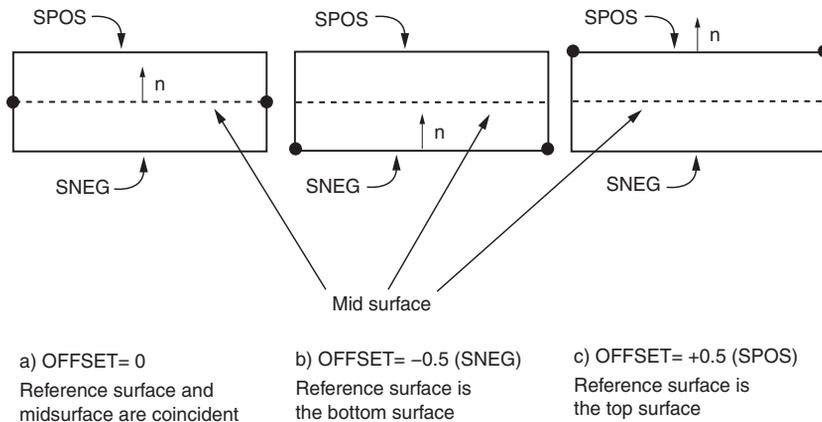 SPOS
n
SNEG
SPOS
n
SNEG
SPOS
n
SNEG
Mid surface
a) OFFSET= 0
Reference surface and
midsurface are coincident
b) OFFSET= −0.5 (SNEG)
Reference surface is
the bottom surface
c) OFFSET= +0.5 (SPOS)
Reference surface is
the top surface